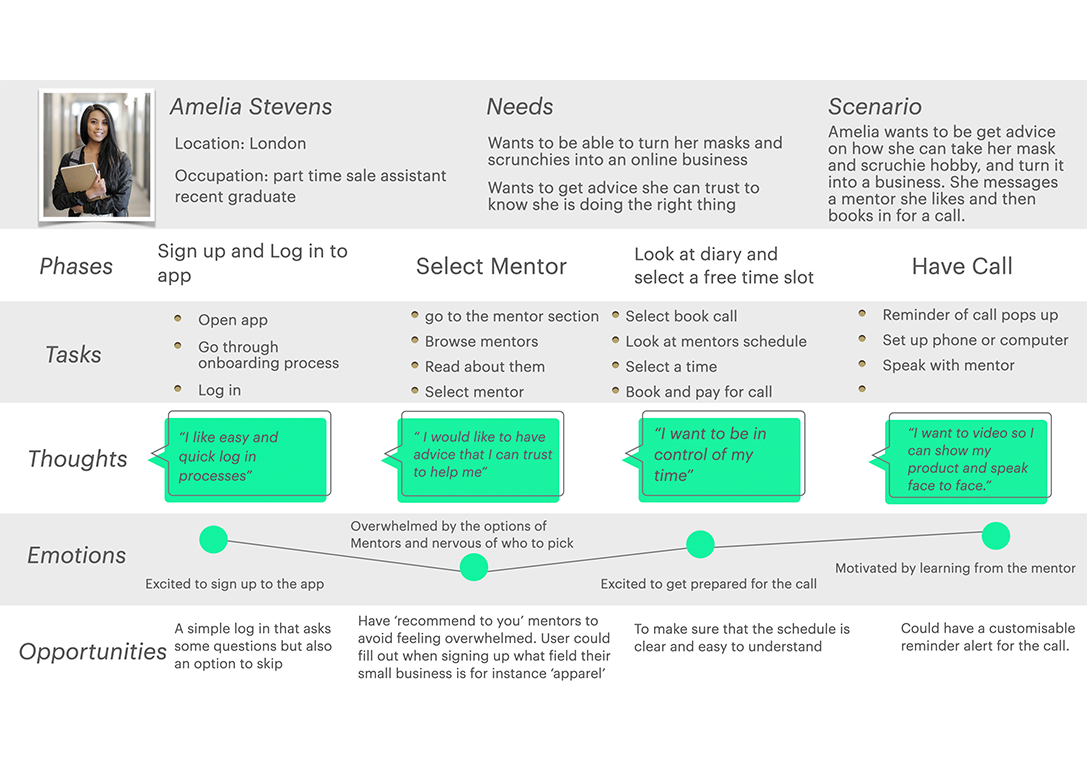 Amelia Stevens
Location: London
Occupation: part time sale assistant
recent graduate
Needs
Wants to be able to turn her masks and
scrunchies into an online business
Wants to get advice she can trust to
know she is doing the right thing
Scenario
Amelia wants to be get advice
on how she can take her mask
and scruchie hobby, and turn it
into a business. She messages
a mentor she likes and then
books in for a call.
Phases
Sign up and Log in to
app
Select Mentor
Look at diary and
select a free time slot
Have Call
Tasks
Open app
Go through
onboarding process
Log in
go to the mentor section
Browse mentors
Read about them
Select mentor
Select book call
Look at mentors schedule
Select a time
Book and pay for call
Reminder of call pops up
Set up phone or computer
Speak with mentor
Thoughts
“I like easy and
quick log in
processes”
“ I would like to have
advice that I can trust
to help me”
“I want to be in
control of my
time”
“I want to video so I
can show my
product and speak
face to face.”
Emotions
Excited to sign up to the app
Overwhelmed by the options of
Mentors and nervous of who to pick
Excited to get prepared for the call
Motivated by learning from the mentor
Opportunities
A simple log in that asks
some questions but also
an option to skip
Have ‘recommend to you’ mentors to
avoid feeling overwhelmed. User could
fill out when signing up what field their
small business is for instance ‘apparel’
To make sure that the schedule is
clear and easy to understand
Could have a customisable
reminder alert for the call.